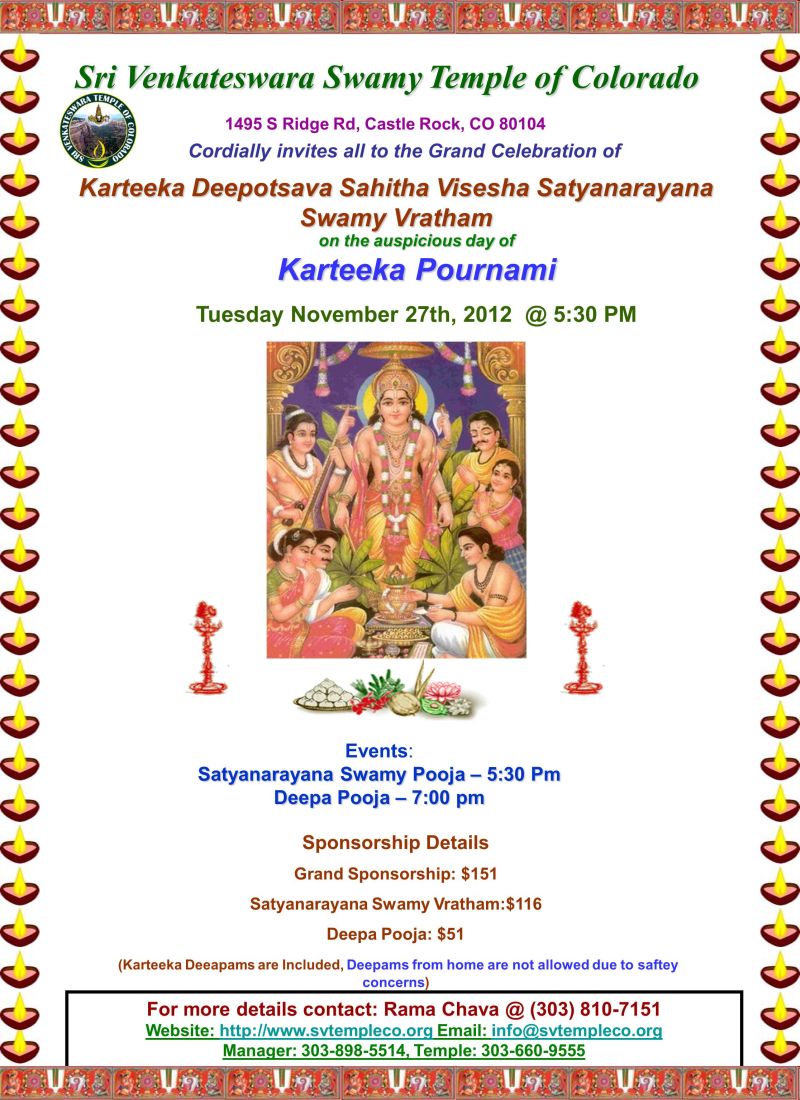 Sri Venkateswara Swamy Temple of Colorado
SRI VENKATESWARA TEMPLE OF COLORADO
1495 S Ridge Rd, Castle Rock, CO 80104
Cordially invites all to the Grand Celebration of
Karteeka Deepotsava Sahitha Visesha Satyanarayana
Swamy Vratham
on the auspicious day of
Karteeka Pournami
Tuesday November 27th, 2012 @ 5:30 PM
Events:
Satyanarayana Swamy Pooja – 5:30 Pm
Deepa Pooja – 7:00 pm
Sponsorship Details
Grand Sponsorship: $151
Satyanarayana Swamy Vratham:$116
Deepa Pooja: $51
(Karteeka Deeapams are Included, Deepams from home are not allowed due to saftey
concerns)
For more details contact: Rama Chava @ (303) 810-7151
Website: http://www.svtempleco.org Email: info@svtempleco.org
Manager: 303-898-5514, Temple: 303-660-9555